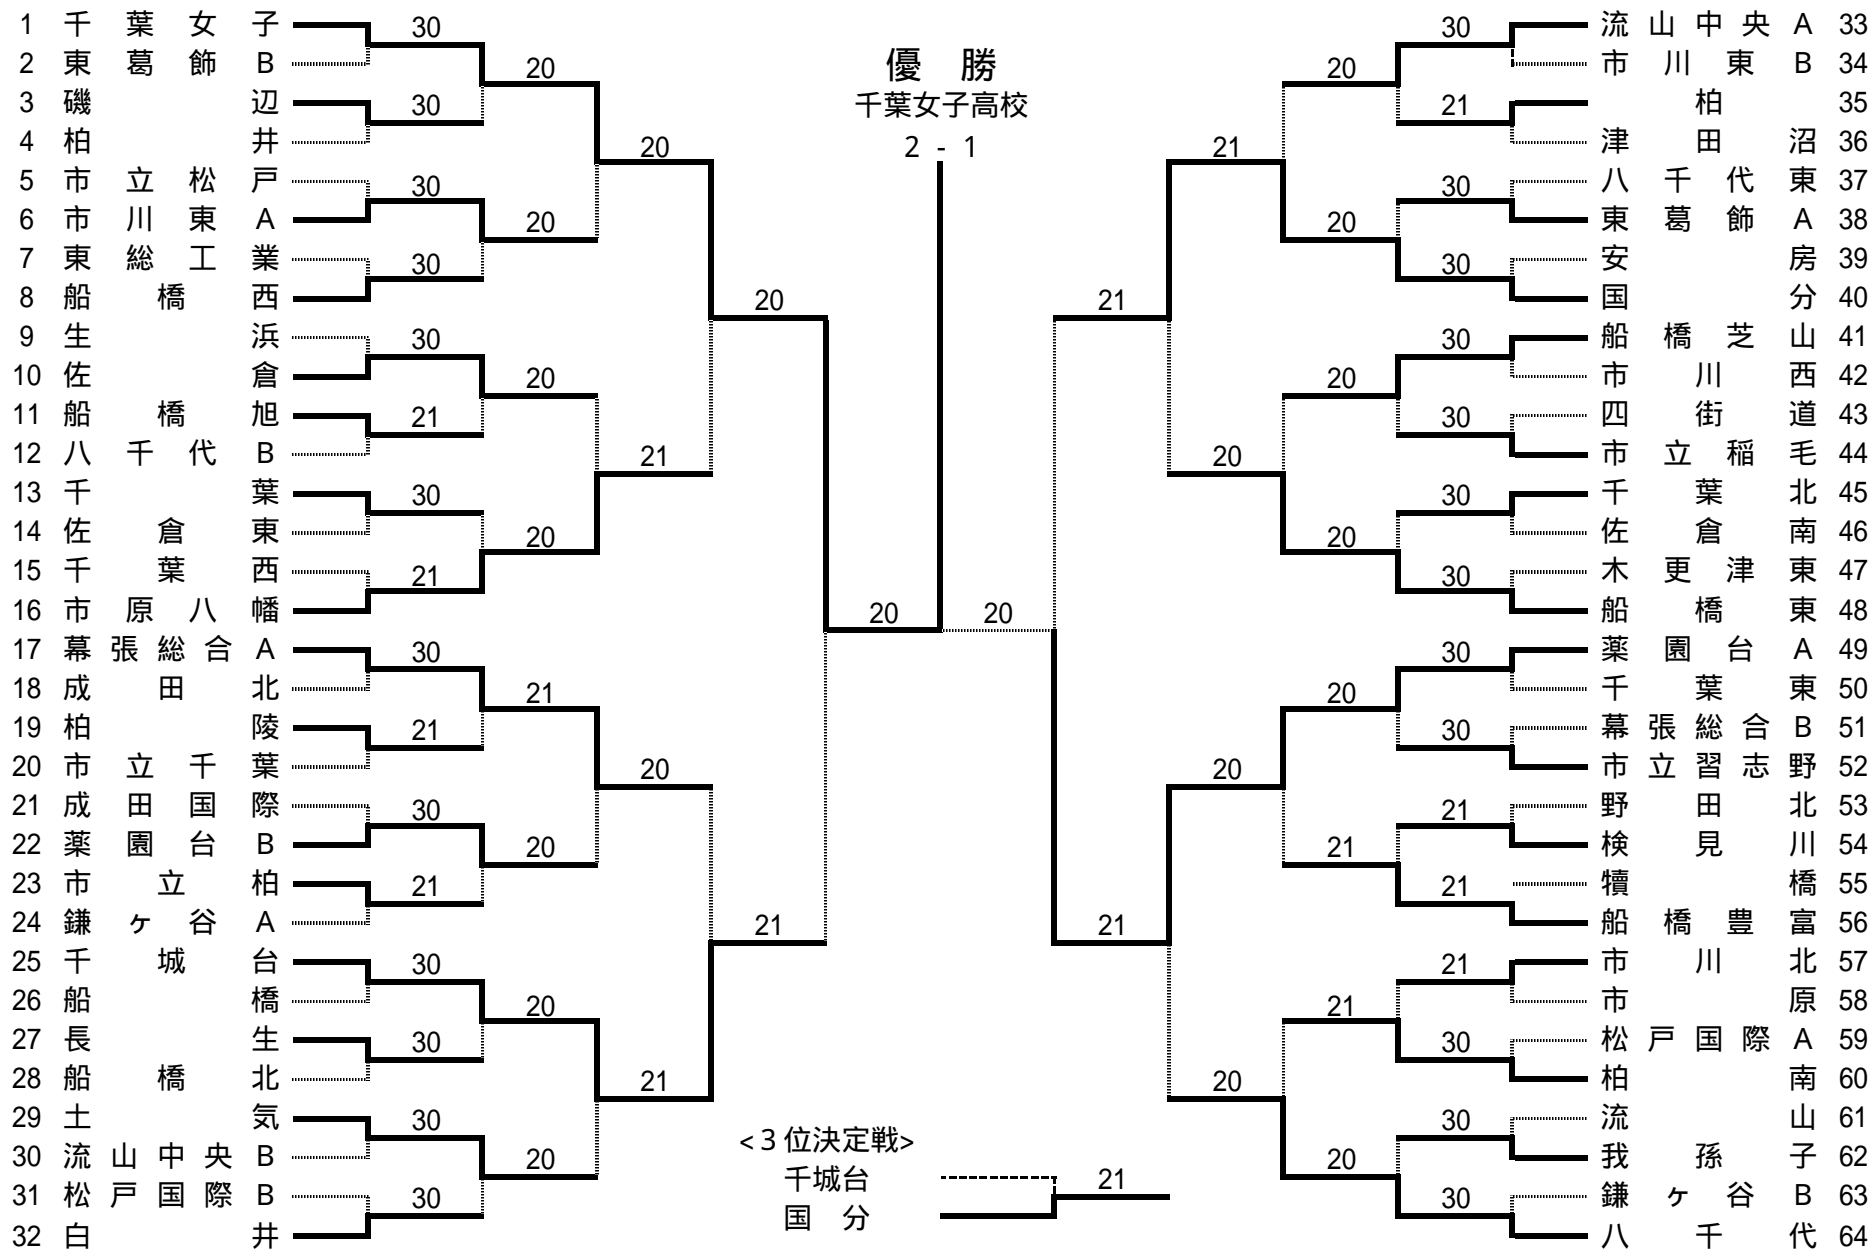 優　勝
千葉女子高校
2 - 1
1 千葉女子
2 東葛飾B
3 磯辺
4 柏井
5 市立松戸
6 市川東A
7 東総工業
8 船橋西
9 生浜
10 佐倉
11 船橋旭
12 八千代B
13 千葉
14 佐倉東
15 千葉西
16 市原八幡
17 幕張総合A
18 成田北
19 柏陵
20 市立千葉
21 成田国際
22 薬園台B
23 市立柏
24 鎌ヶ谷A
25 千城台
26 船橋
27 長生
28 船橋北
29 土気
30 流山中央B
31 松戸国際B
32 白井
30
30
30
30
30
21
30
21
30
21
30
21
30
30
30
30
20
20
20
20
21
20
20
20
20
21
20
21
20
21
20
20
21
21
21
20
20
20
20
20
20
20
20
21
21
20
30
21
30
30
30
30
30
30
30
30
21
21
21
30
30
30
流山中央A 33
市川東B 34
柏 35
津田沼 36
八千代東 37
東葛飾A 38
安房 39
国分 40
船橋芝山 41
市川西 42
四街道 43
市立稲毛 44
千葉北 45
佐倉南 46
木更津東 47
船橋東 48
薬園台A 49
千葉東 50
幕張総合B 51
市立習志野 52
野田北 53
検見川 54
犢橋 55
船橋豊富 56
市川北 57
市原 58
松戸国際A 59
柏南 60
流山 61
我孫子 62
鎌ヶ谷B 63
八千代 64
<３位決定戦>
千城台
国　分
21